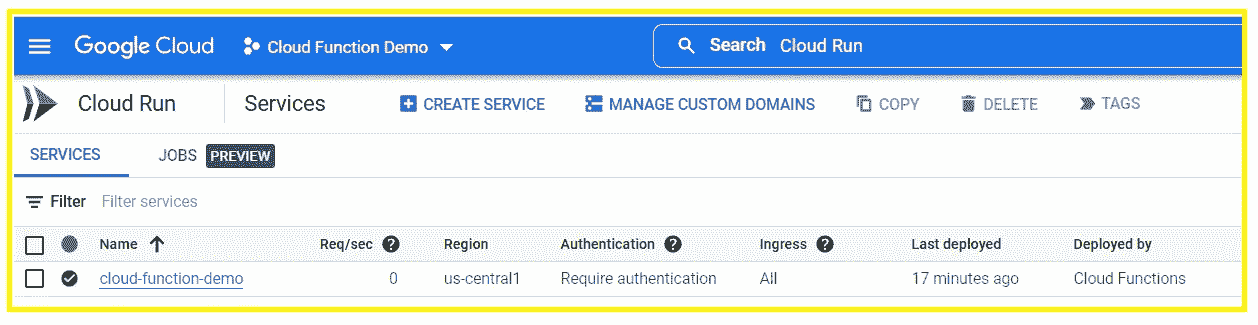 Google Cloud Cloud Function Demo Search Cloud Run
Cloud Run Services CREATE SERVICE MANAGE CUSTOM DOMAINS COPY DELETE TAGS
SERVICES JOBS PREVIEW
Filter Filter services
Name Req/sec ? Region Authentication ? Ingress ? Last deployed Deployed by
cloud-function-demo 0 us-central1 Require authentication All 17 minutes ago Cloud Functions